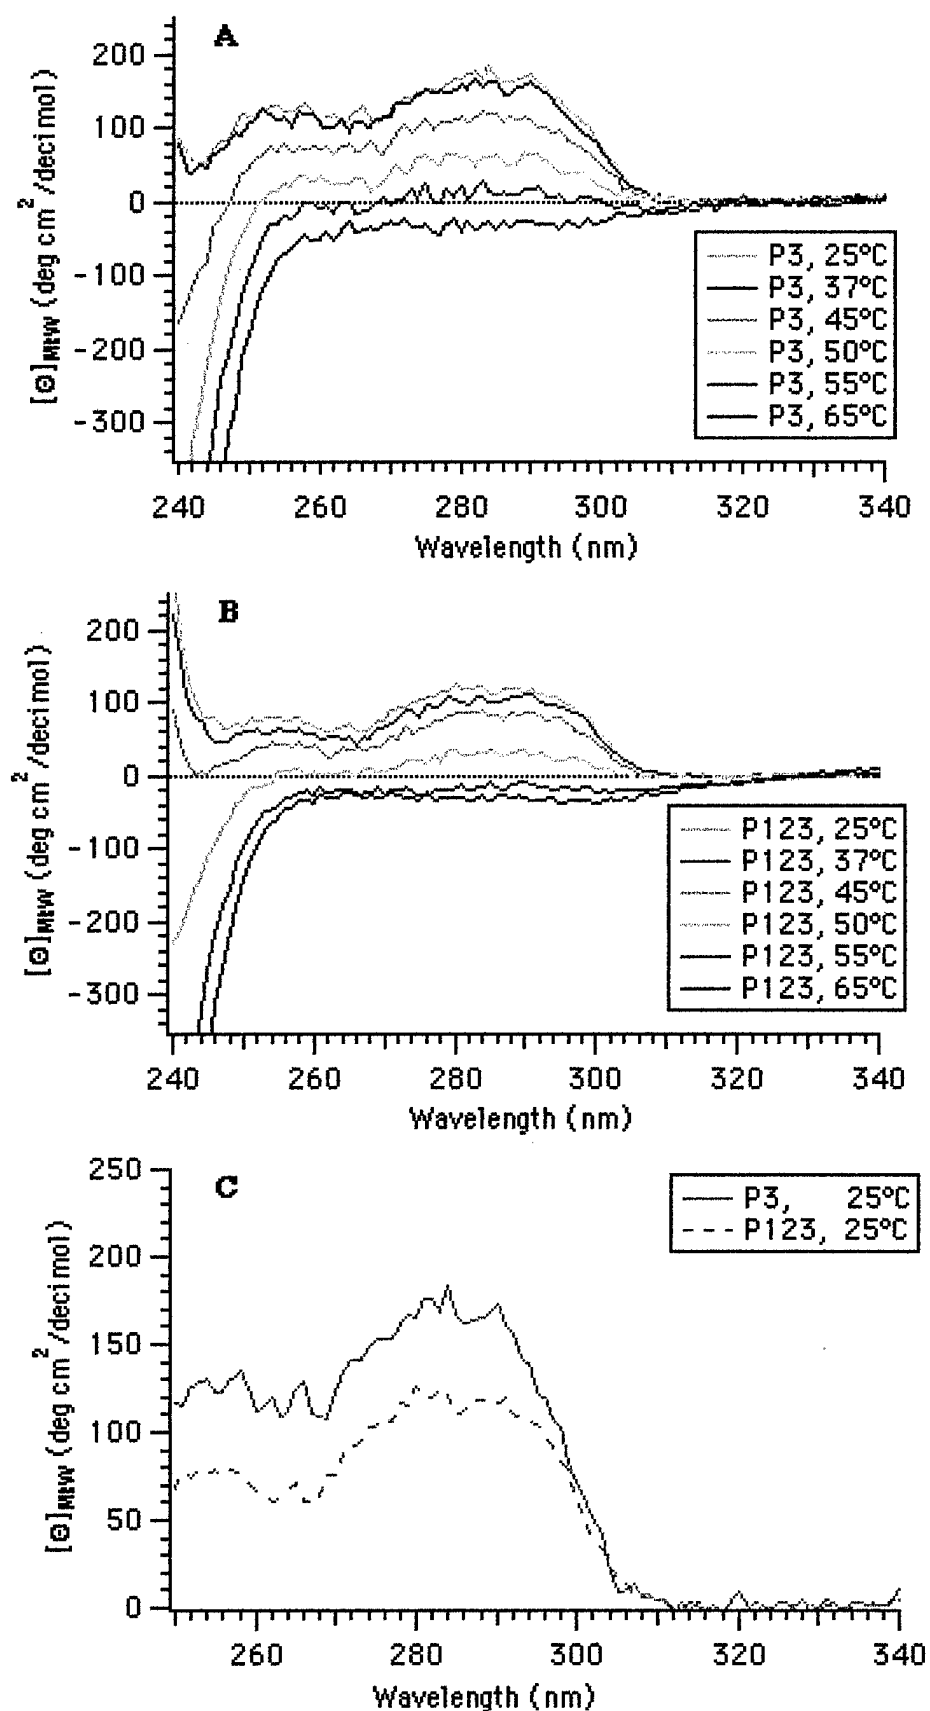 A
200
100
0
-100
-200
-300
[Θ]MRW (deg cm2/decimol)
P3, 25°C
P3, 37°C
P3, 45°C
P3, 50°C
P3, 55°C
P3, 65°C
240 260 280 300 320 340
Wavelength (nm)
B
200
100
0
-100
-200
-300
[Θ]MRW (deg cm2/decimol)
P123, 25°C
P123, 37°C
P123, 45°C
P123, 50°C
P123, 55°C
P123, 65°C
240 260 280 300 320 340
Wavelength (nm)
C
250
200
150
100
50
0
[Θ]MRW (deg cm2/decimol)
P3, 25°C
P123, 25°C
260 280 300 320 340
Wavelength (nm)